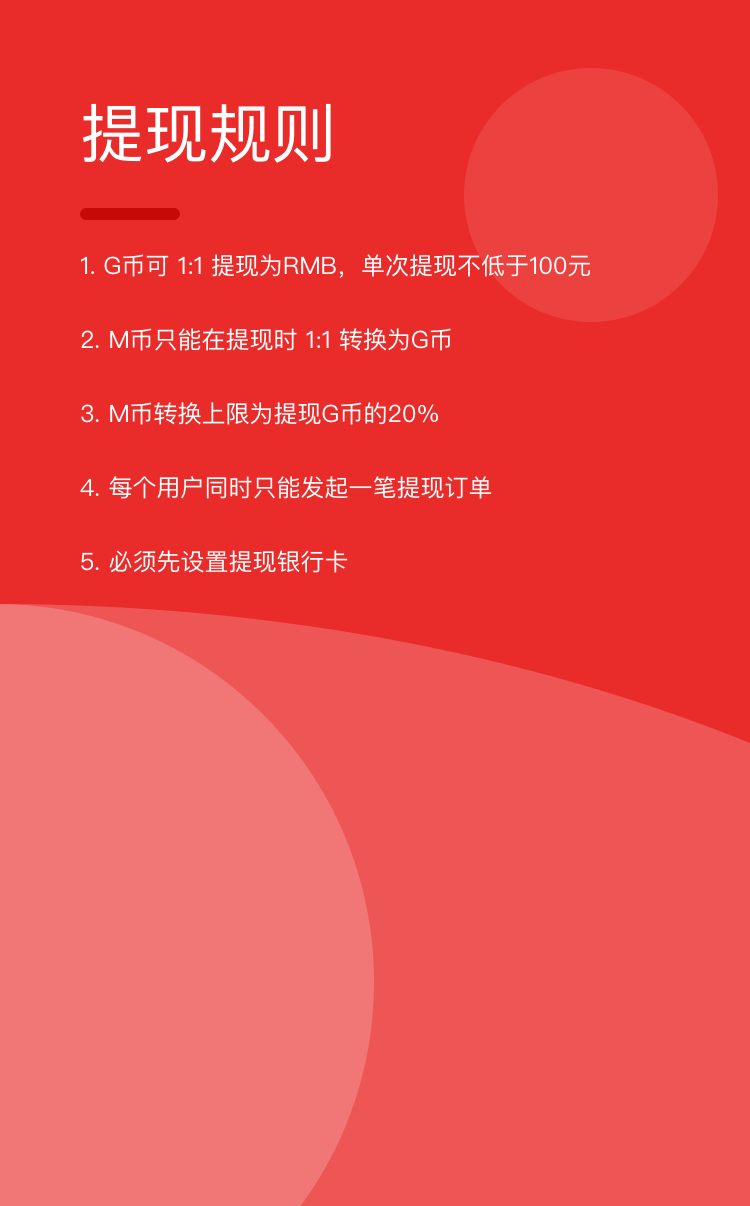 提现规则
1. G币可 1:1 提现为RMB，单次提现不低于100元
2. M币只能在提现时 1:1 转换为G币
3. M币转换上限为提现G币的20%
4. 每个用户同时只能发起一笔提现订单
5. 必须先设置提现银行卡